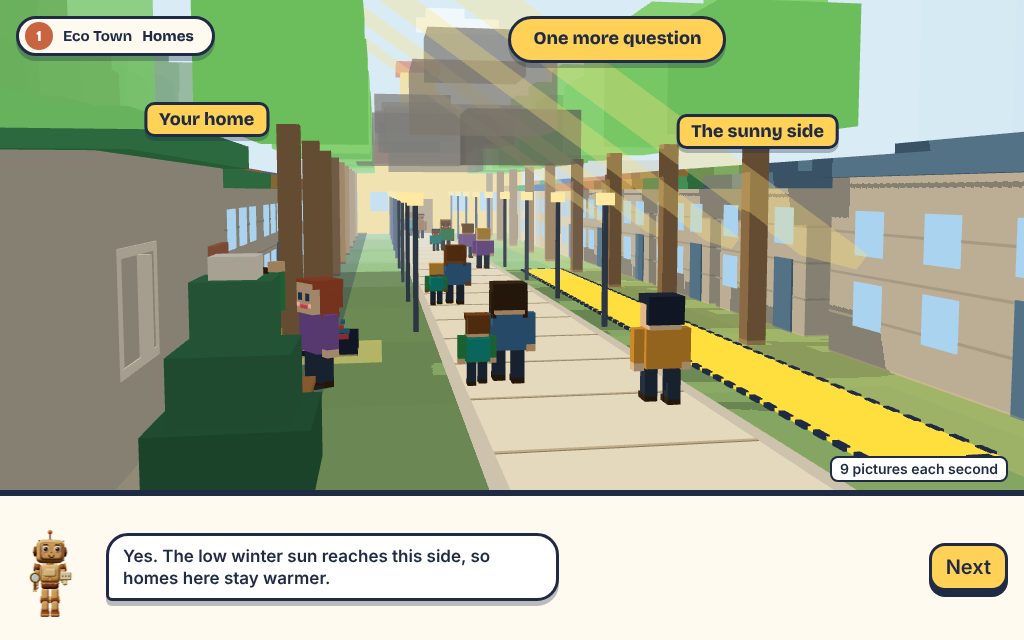 1 Eco Town Homes
One more question
Your home
The sunny side
9 pictures each second
Yes. The low winter sun reaches this side, so
homes here stay warmer.
Next